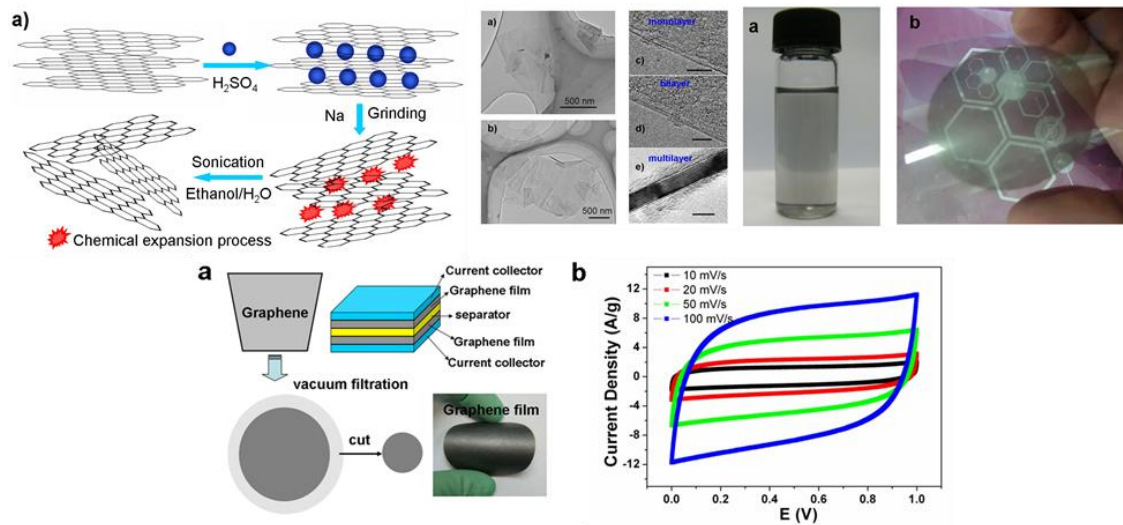 a)
H₂SO₄
Na
Grinding
Sonication
Ethanol/H₂O
Chemical expansion process
a)
500 nm
b)
500 nm
monolayer
c)
bilayer
d)
multilayer
e)
a
b
a
Graphene
Current collector
Graphene film
separator
Graphene film
Current collector
vacuum filtration
cut
Graphene film
b
10 mV/s
20 mV/s
50 mV/s
100 mV/s
Current Density (A/g)
12
8
4
0
-4
-8
-12
0.0 0.2 0.4 0.6 0.8 1.0
E (V)